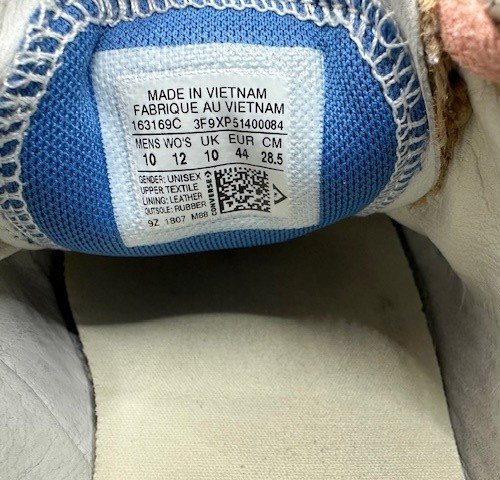 MADE IN VIETNAM
FABRIQUE AU VIETNAM
163169C 3F9XP51400084
MENS WO'S UK EUR CM
10 12 10 44 28.5
GENDER: UNISEX
UPPER: TEXTILE
LINING: LEATHER
OUTSOLE: RUBBER
9Z 1807 M88
CONVERSE